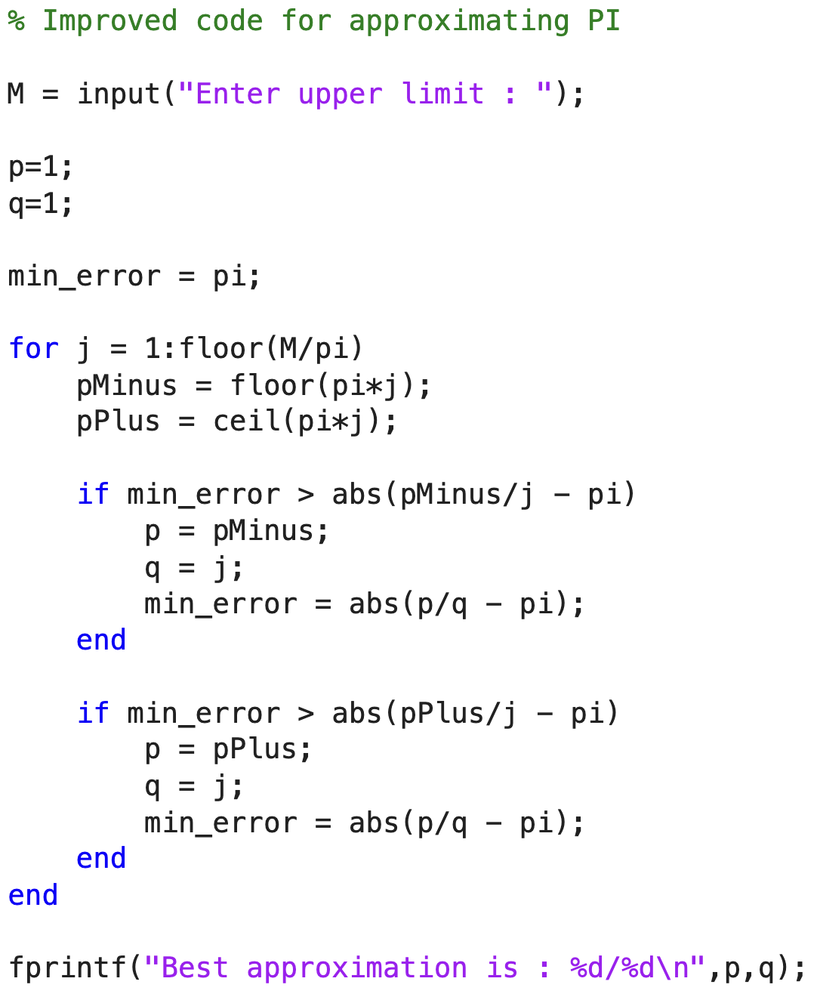 % Improved code for approximating PI
M = input("Enter upper limit : ");
p=1;
q=1;
min_error = pi;
for j = 1:floor(M/pi)
    pMinus = floor(pi*j);
    pPlus = ceil(pi*j);
    if min_error > abs(pMinus/j - pi)
        p = pMinus;
        q = j;
        min_error = abs(p/q - pi);
    end
    if min_error > abs(pPlus/j - pi)
        p = pPlus;
        q = j;
        min_error = abs(p/q - pi);
    end
end
fprintf("Best approximation is : %d/%d\n",p,q);